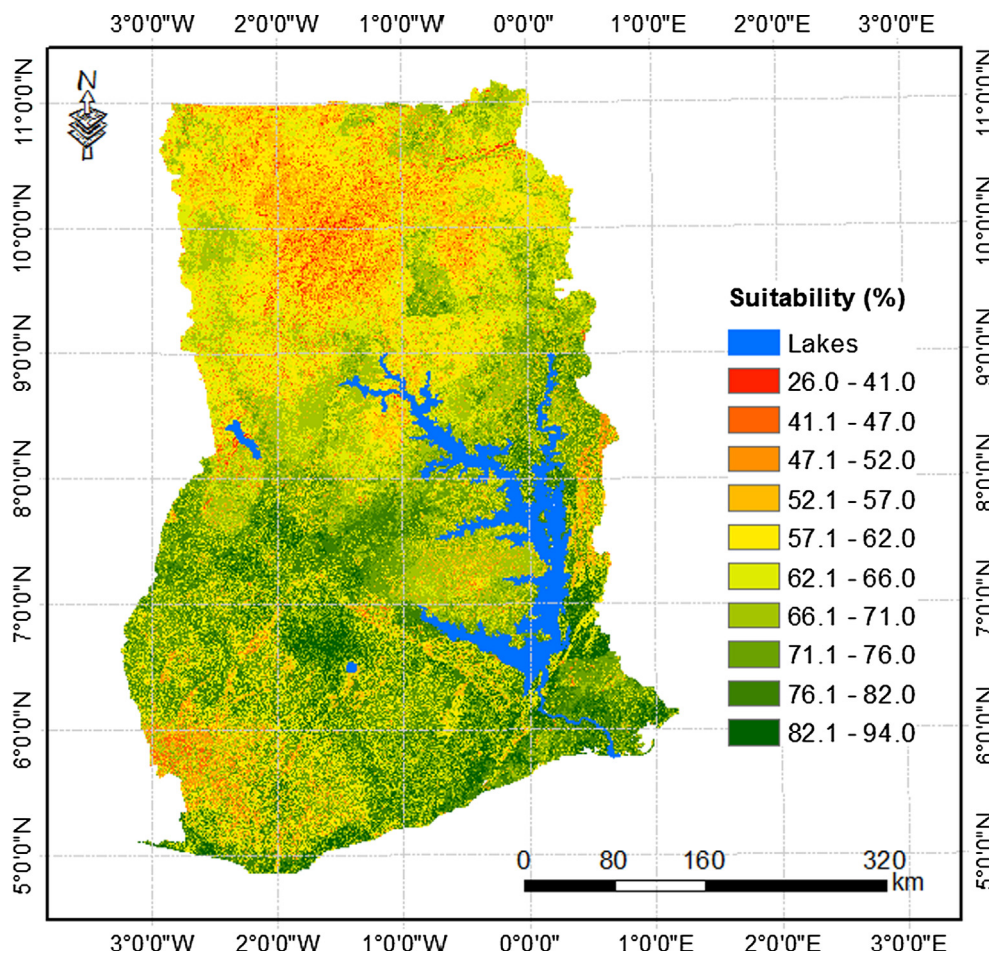 3°0'0"W 2°0'0"W 1°0'0"W 0°0'0" 1°0'0"E 2°0'0"E 3°0'0"E
N
11°0'0"N 11°0'0"N
10°0'0"N 10°0'0"N
9°0'0"N 9°0'0"N
8°0'0"N 8°0'0"N
7°0'0"N 7°0'0"N
6°0'0"N 6°0'0"N
5°0'0"N 5°0'0"N
Suitability (%)
Lakes
26.0 - 41.0
41.1 - 47.0
47.1 - 52.0
52.1 - 57.0
57.1 - 62.0
62.1 - 66.0
66.1 - 71.0
71.1 - 76.0
76.1 - 82.0
82.1 - 94.0
0 80 160 320
km
3°0'0"W 2°0'0"W 1°0'0"W 0°0'0" 1°0'0"E 2°0'0"E 3°0'0"E